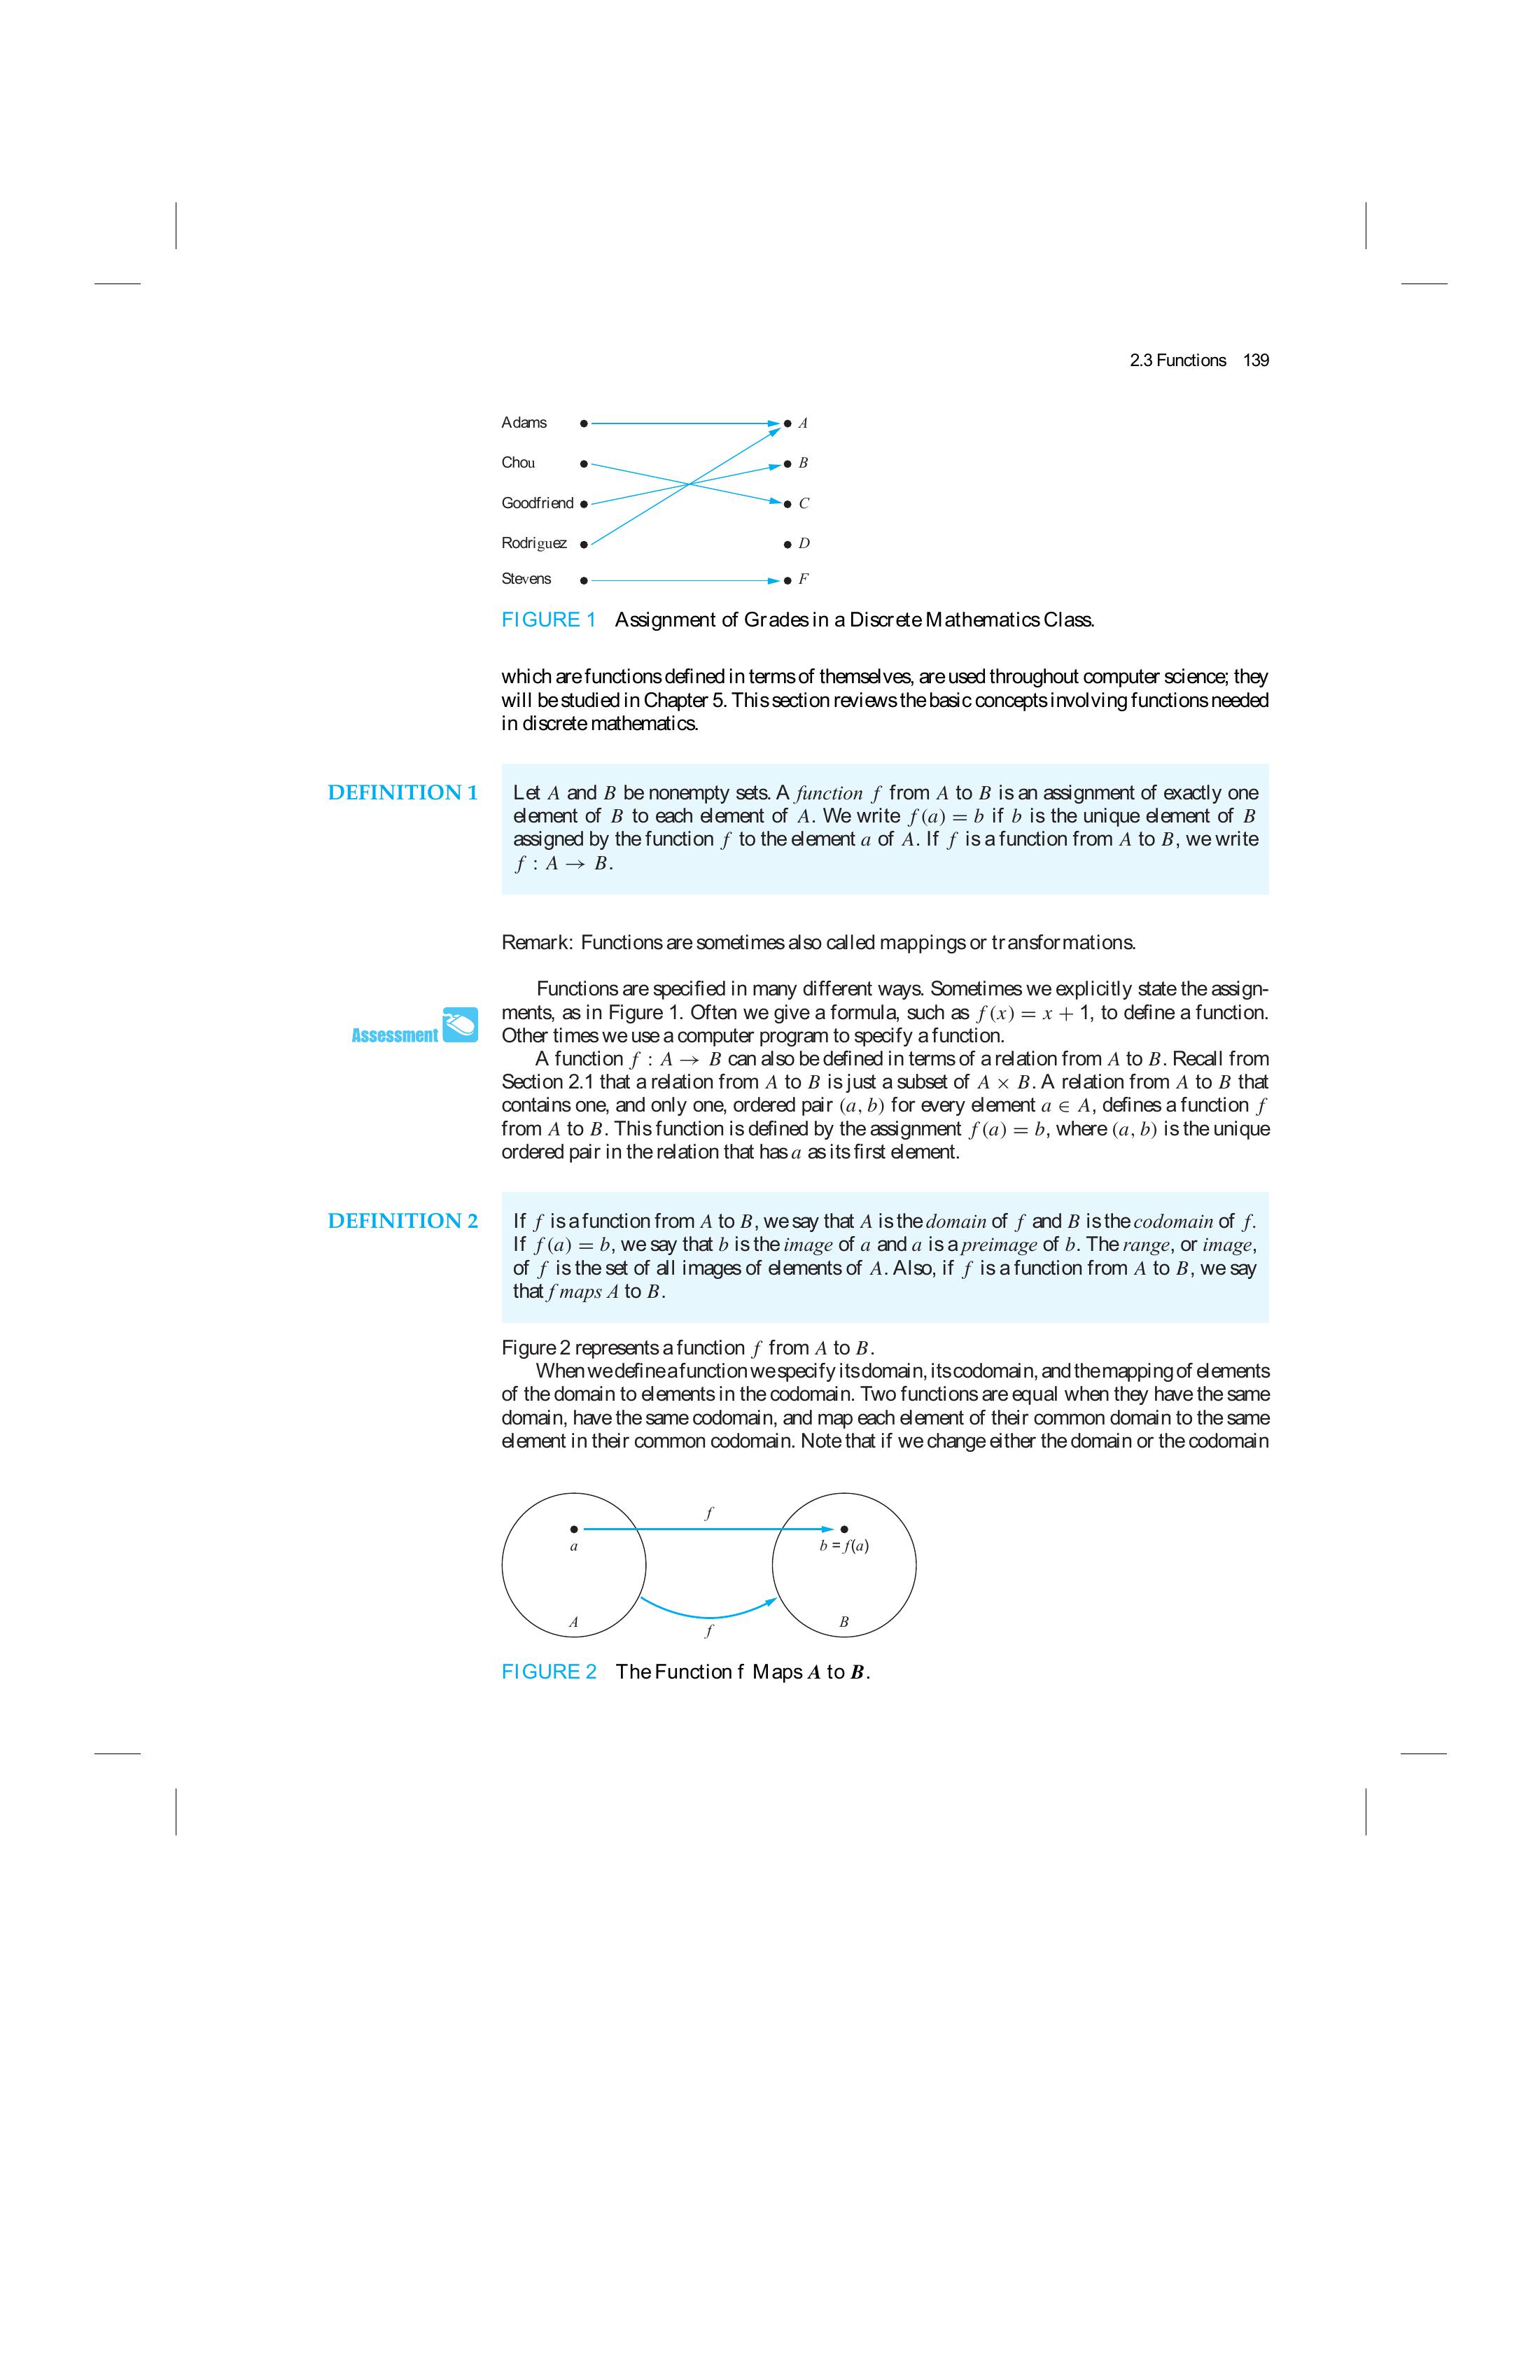 2.3 Functions 139
Adams A
Chou B
Goodfriend C
Rodriguez D
Stevens F
FIGURE 1 Assignment of Grades in a Discrete Mathematics Class.
which are functions defined in terms of themselves, are used throughout computer science; they
will be studied in Chapter 5. This section reviews the basic concepts involving functions needed
in discrete mathematics.
DEFINITION 1
Let A and B be nonempty sets. A function f from A to B is an assignment of exactly one
element of B to each element of A. We write f(a) = b if b is the unique element of B
assigned by the function f to the element a of A. If f is a function from A to B, we write
f : A → B.
Remark: Functions are sometimes also called mappings or transformations.
Functions are specified in many different ways. Sometimes we explicitly state the assign-
ments, as in Figure 1. Often we give a formula, such as f(x) = x + 1, to define a function.
Other times we use a computer program to specify a function.
Assessment
A function f : A → B can also be defined in terms of a relation from A to B. Recall from
Section 2.1 that a relation from A to B is just a subset of A × B. A relation from A to B that
contains one, and only one, ordered pair (a, b) for every element a ∈ A, defines a function f
from A to B. This function is defined by the assignment f(a) = b, where (a, b) is the unique
ordered pair in the relation that has a as its first element.
DEFINITION 2
If f is a function from A to B, we say that A is the domain of f and B is the codomain of f.
If f(a) = b, we say that b is the image of a and a is a preimage of b. The range, or image,
of f is the set of all images of elements of A. Also, if f is a function from A to B, we say
that f maps A to B.
Figure 2 represents a function f from A to B.
When we define a function we specify its domain, its codomain, and the mapping of elements
of the domain to elements in the codomain. Two functions are equal when they have the same
domain, have the same codomain, and map each element of their common domain to the same
element in their common codomain. Note that if we change either the domain or the codomain
f
a b = f(a)
A B
f
FIGURE 2 The Function f Maps A to B.